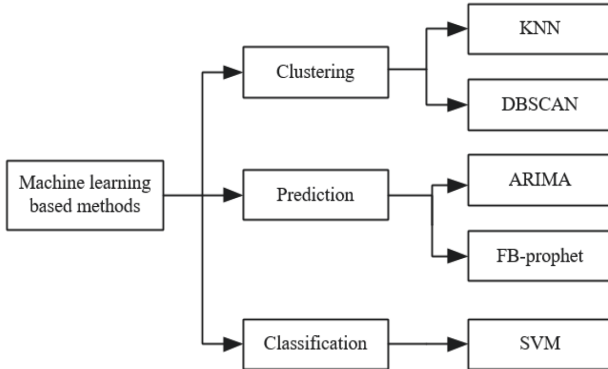 Machine learning
based methods
Clustering
KNN
DBSCAN
Prediction
ARIMA
FB-prophet
Classification
SVM